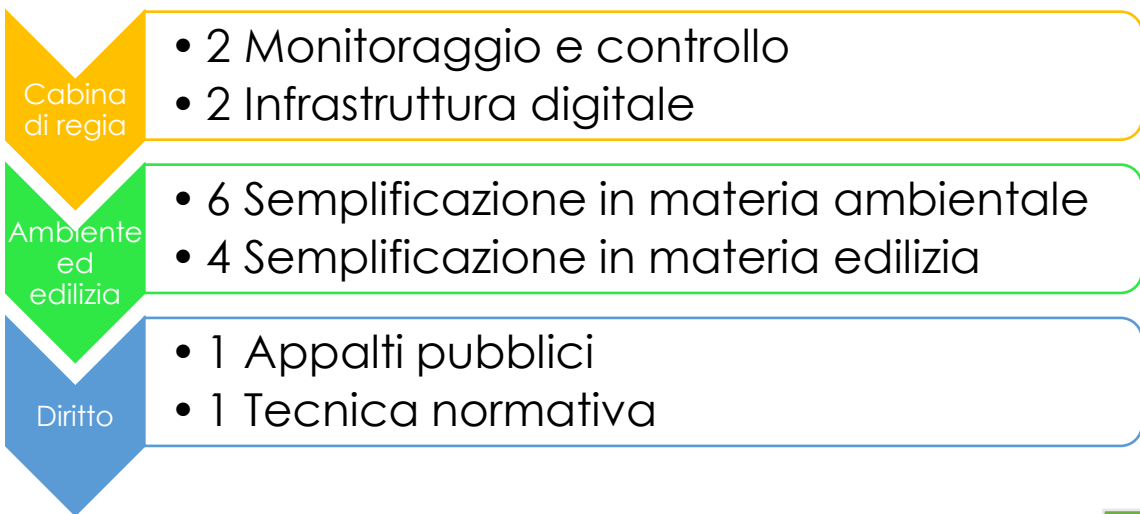 Cabina
di regia
• 2 Monitoraggio e controllo
• 2 Infrastruttura digitale
Ambiente
ed
edilizia
• 6 Semplificazione in materia ambientale
• 4 Semplificazione in materia edilizia
Diritto
• 1 Appalti pubblici
• 1 Tecnica normativa